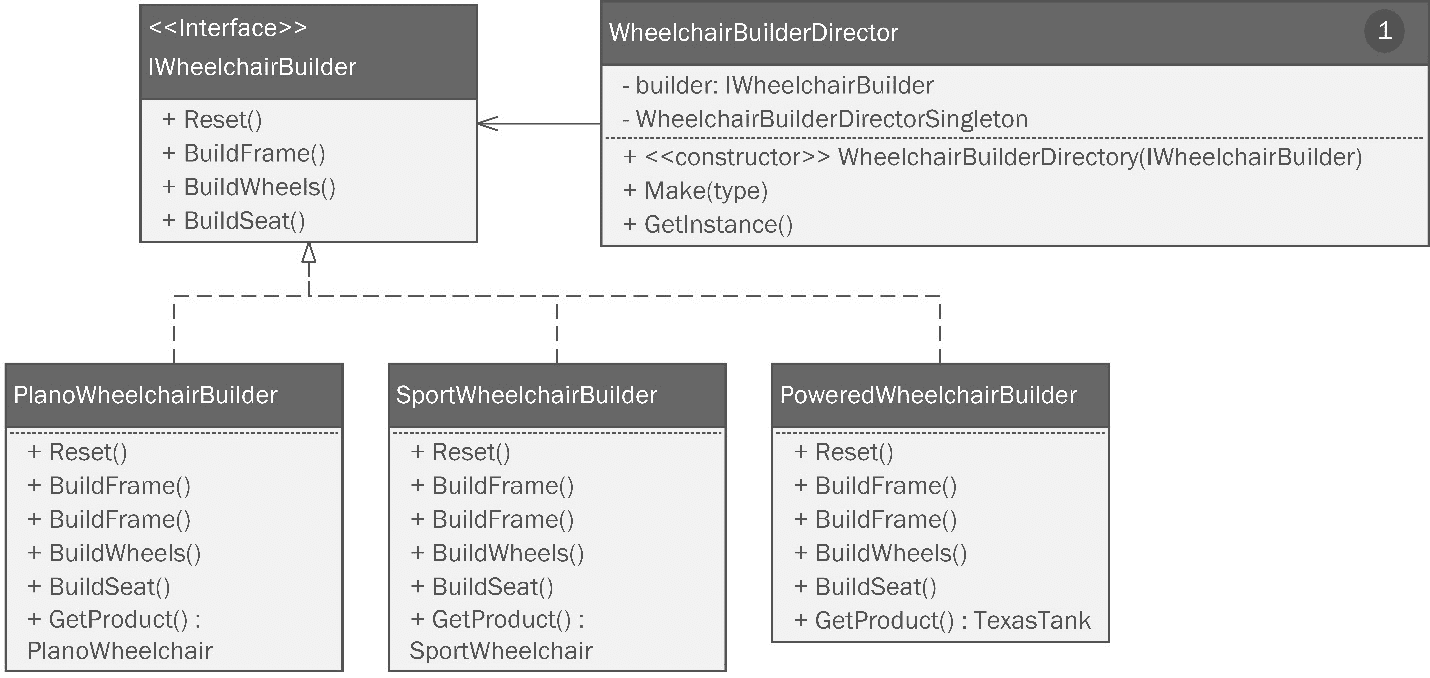 <<Interface>>
IWheelchairBuilder
+ Reset()
+ BuildFrame()
+ BuildWheels()
+ BuildSeat()
WheelchairBuilderDirector
1
- builder: IWheelchairBuilder
- WheelchairBuilderDirectorSingleton
+ <<constructor>> WheelchairBuilderDirectory(IWheelchairBuilder)
+ Make(type)
+ GetInstance()
PlanoWheelchairBuilder
+ Reset()
+ BuildFrame()
+ BuildFrame()
+ BuildWheels()
+ BuildSeat()
+ GetProduct() :
PlanoWheelchair
SportWheelchairBuilder
+ Reset()
+ BuildFrame()
+ BuildFrame()
+ BuildWheels()
+ BuildSeat()
+ GetProduct() :
SportWheelchair
PoweredWheelchairBuilder
+ Reset()
+ BuildFrame()
+ BuildFrame()
+ BuildWheels()
+ BuildSeat()
+ GetProduct() : TexasTank